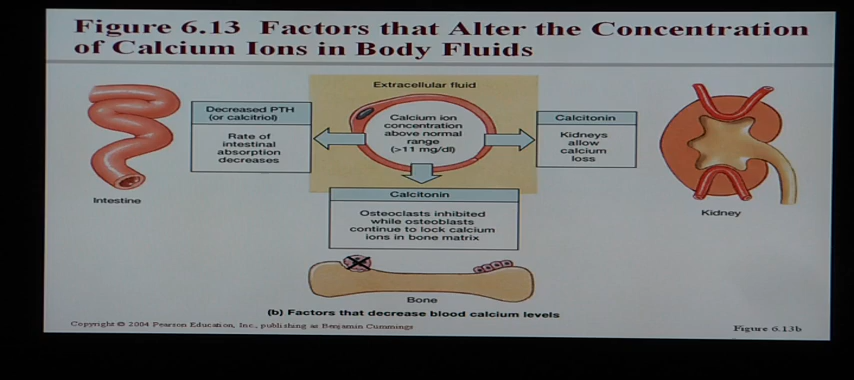 Figure 6.13 Factors that Alter the Concentration
of Calcium Ions in Body Fluids
Extracellular fluid
Decreased PTH
(or calcitriol)
Rate of
intestinal
absorption
decreases
Calcium ion
concentration
above normal
range
(>11 mg/dl)
Calcitonin
Kidneys
allow
calcium
loss
Intestine
Calcitonin
Osteoclasts inhibited
while osteoblasts
continue to lock calcium
ions in bone matrix
Kidney
Bone
(b) Factors that decrease blood calcium levels
Copyright © 2004 Pearson Education, Inc., publishing as Benjamin Cummings
Figure 6.13b